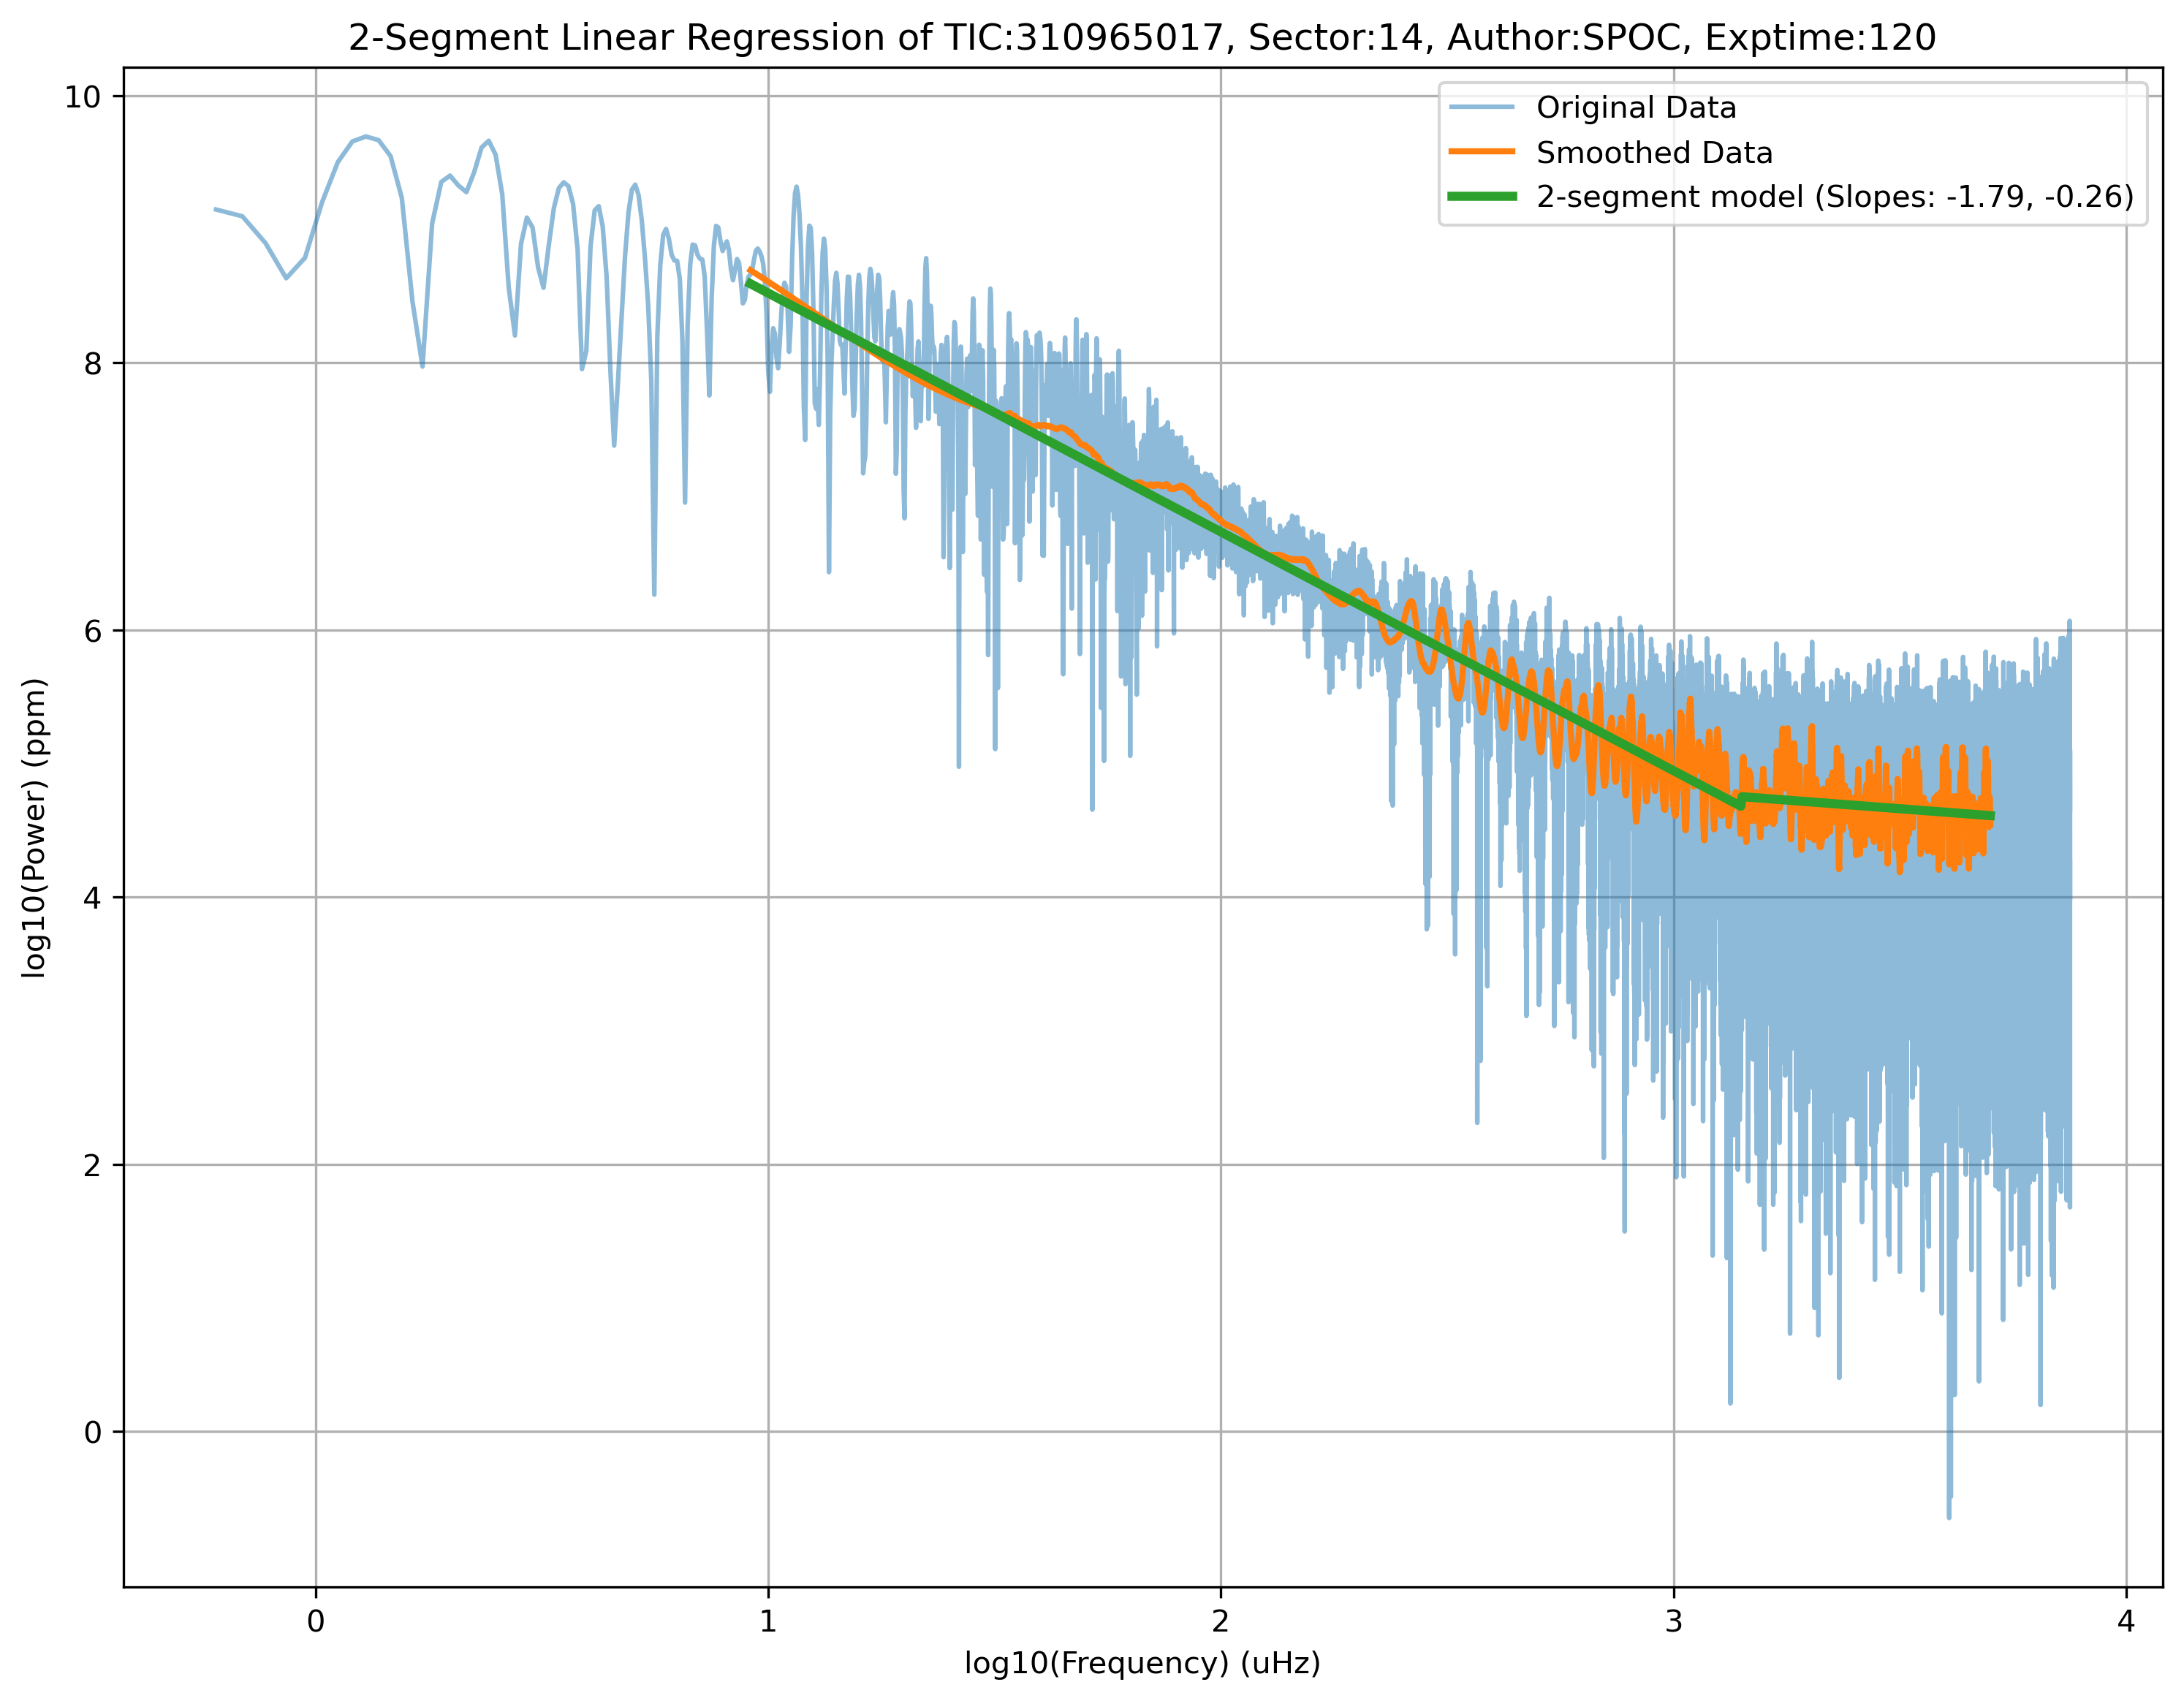 2-Segment Linear Regression of TIC:310965017, Sector:14, Author:SPOC, Exptime:120
Original Data
Smoothed Data
2-segment model (Slopes: -1.79, -0.26)
log10(Power) (ppm)
10
8
6
4
2
0
0 1 2 3 4
log10(Frequency) (uHz)